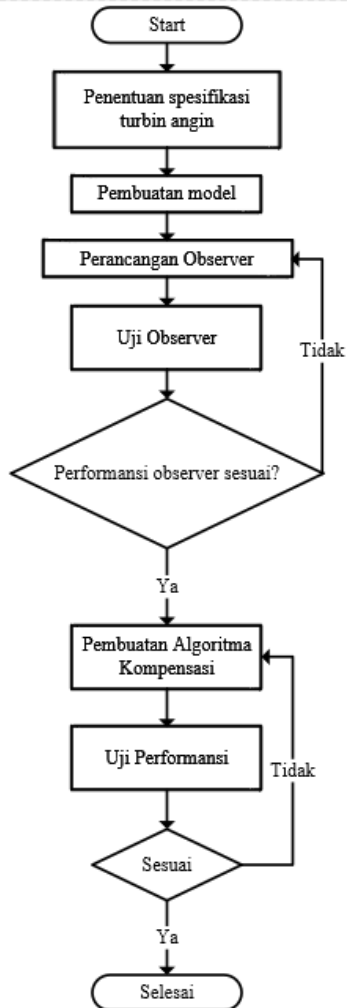 Start
Penentuan spesifikasi
turbin angin
Pembuatan model
Perancangan Observer
Uji Observer
Tidak
Performansi observer sesuai?
Ya
Pembuatan Algoritma
Kompensasi
Uji Performansi
Tidak
Sesuai
Ya
Selesai